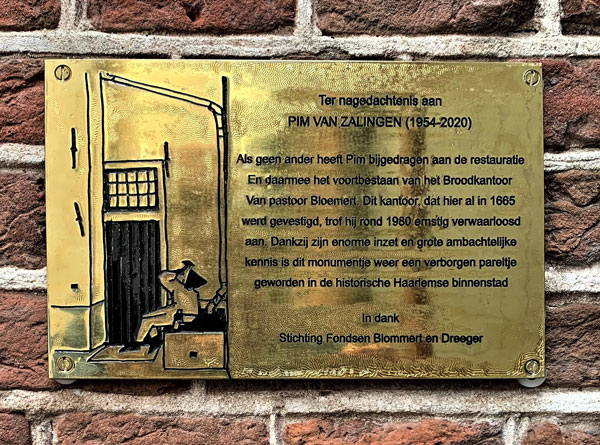 Ter nagedachtenis aan
PIM VAN ZALINGEN (1954-2020)
Als geen ander heeft Pim bijgedragen aan de restauratie
En daarmee het voortbestaan van het Broodkantoor
Van pastoor Bloemert. Dit kantoor, dat hier al in 1665
werd gevestigd, trof hij rond 1980 ernstig verwaarloosd
aan. Dankzij zijn enorme inzet en grote ambachtelijke
kennis is dit monumentje weer een verborgen pareltje
geworden in de historische Haarlemse binnenstad
In dank
Stichting Fondsen Blommert en Dreeger